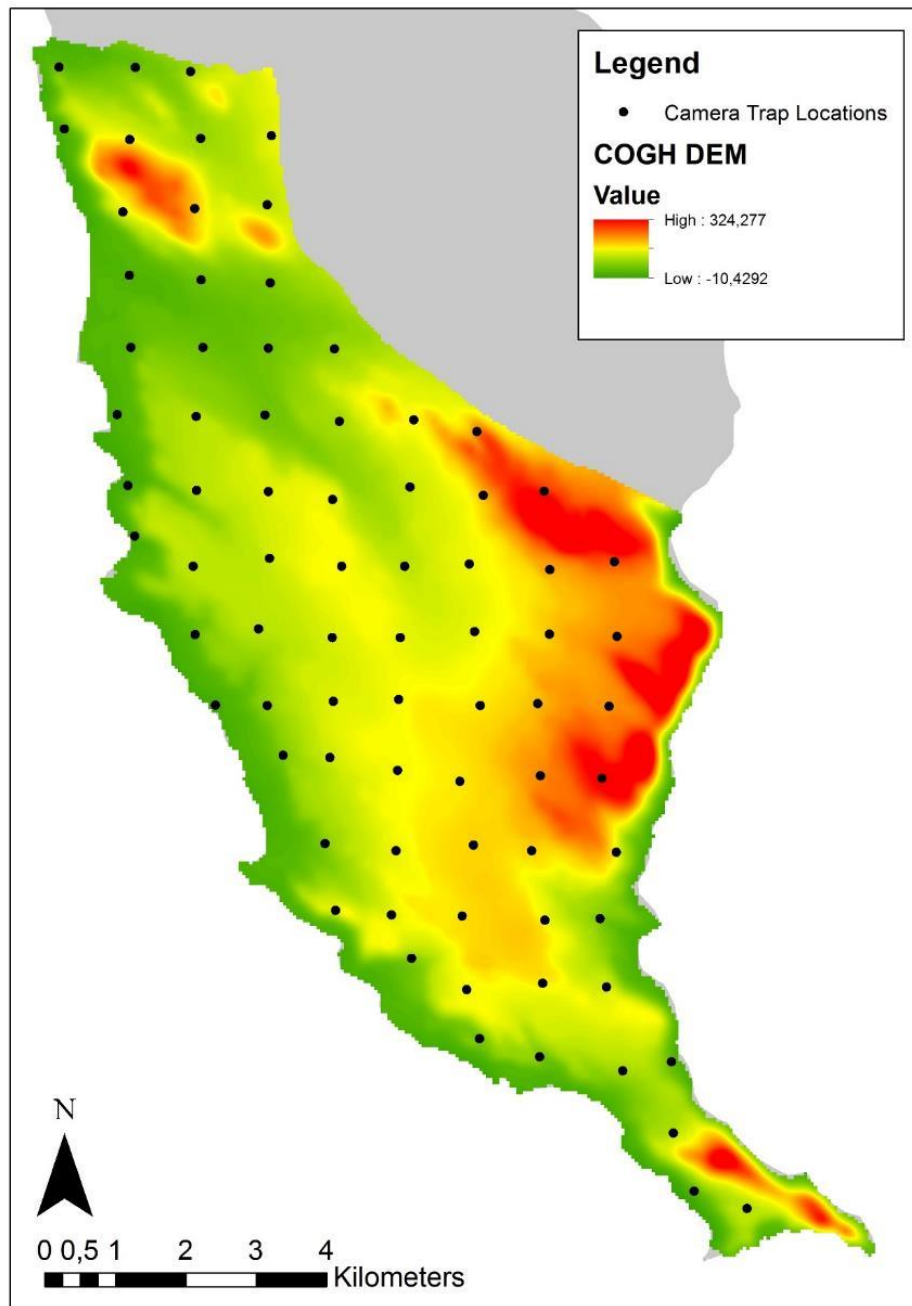 Legend
Camera Trap Locations
COGH DEM
Value
High : 324,277
Low : -10,4292
N
0 0,5 1 2 3 4
Kilometers